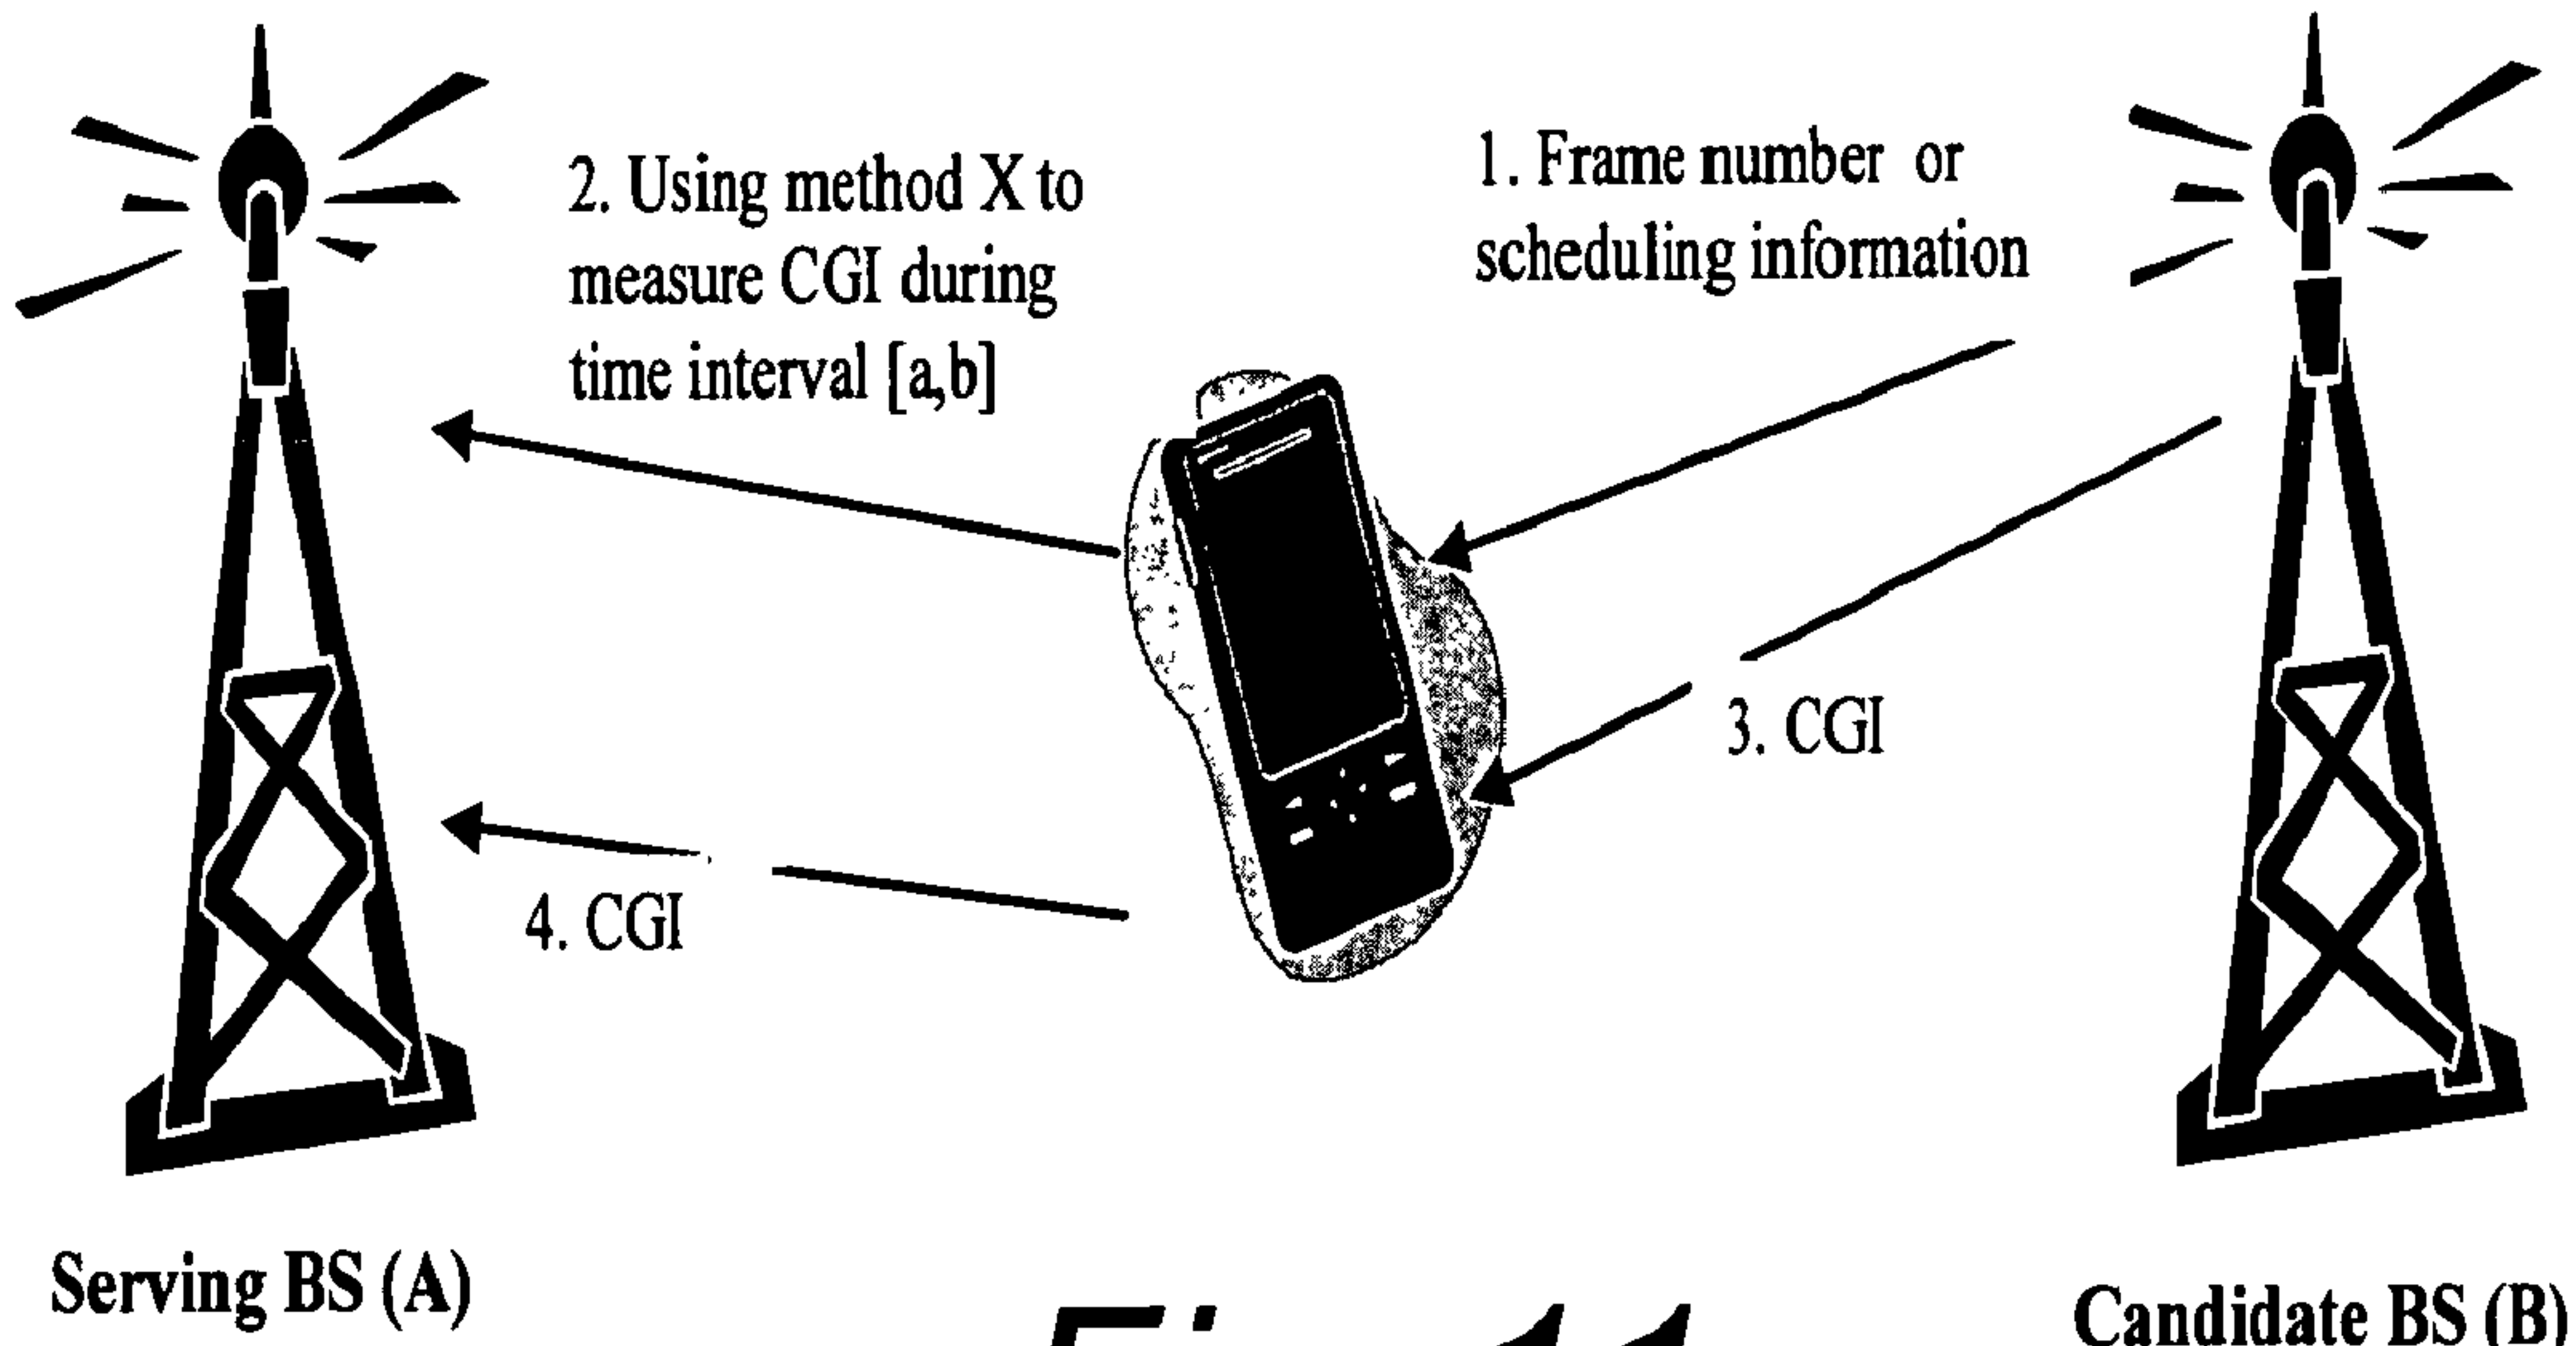 2. Using method X to
measure CGI during
time interval [a,b]
1. Frame number or
scheduling information
3. CGI
4. CGI
Serving BS (A)
Candidate BS (B)